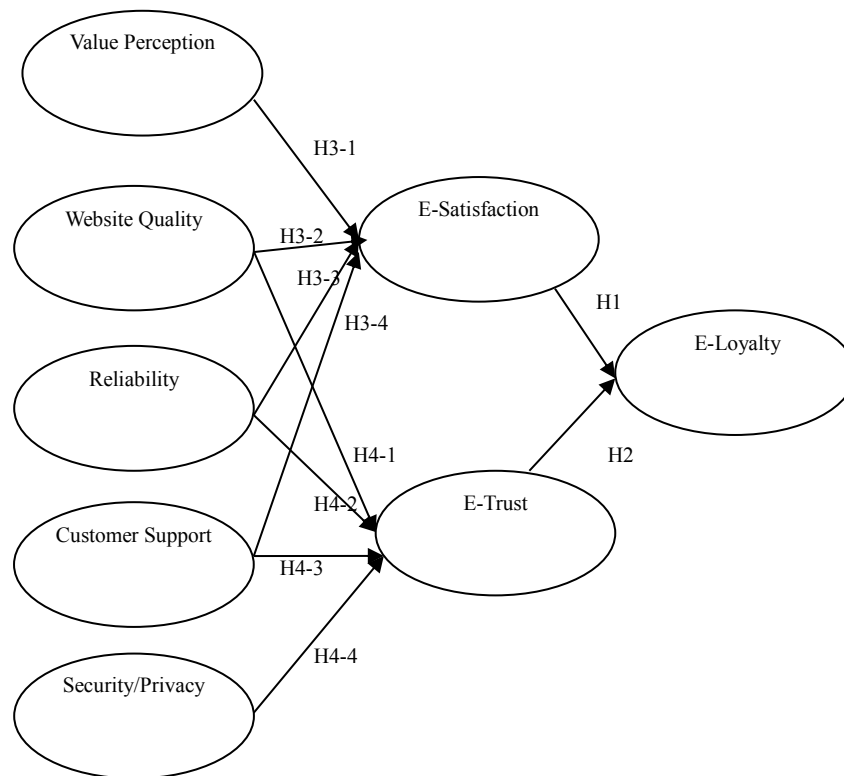 Value Perception
H3-1
Website Quality
E-Satisfaction
H3-2
H3-3
H3-4
H1
Reliability
E-Loyalty
H4-1
H2
H4-2
E-Trust
Customer Support
H4-3
H4-4
Security/Privacy